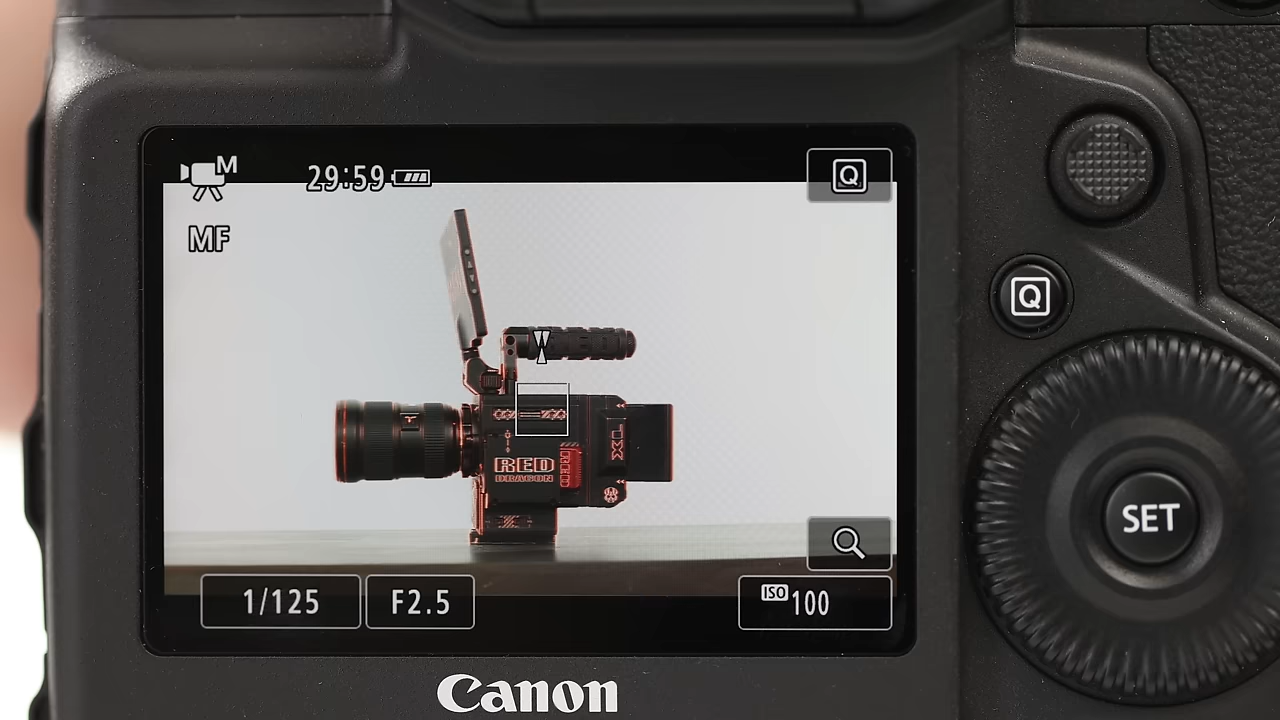 M
29:59
Q
MF
Q
RED
DRAGON
SET
1/125
F2.5
ISO 100
Canon